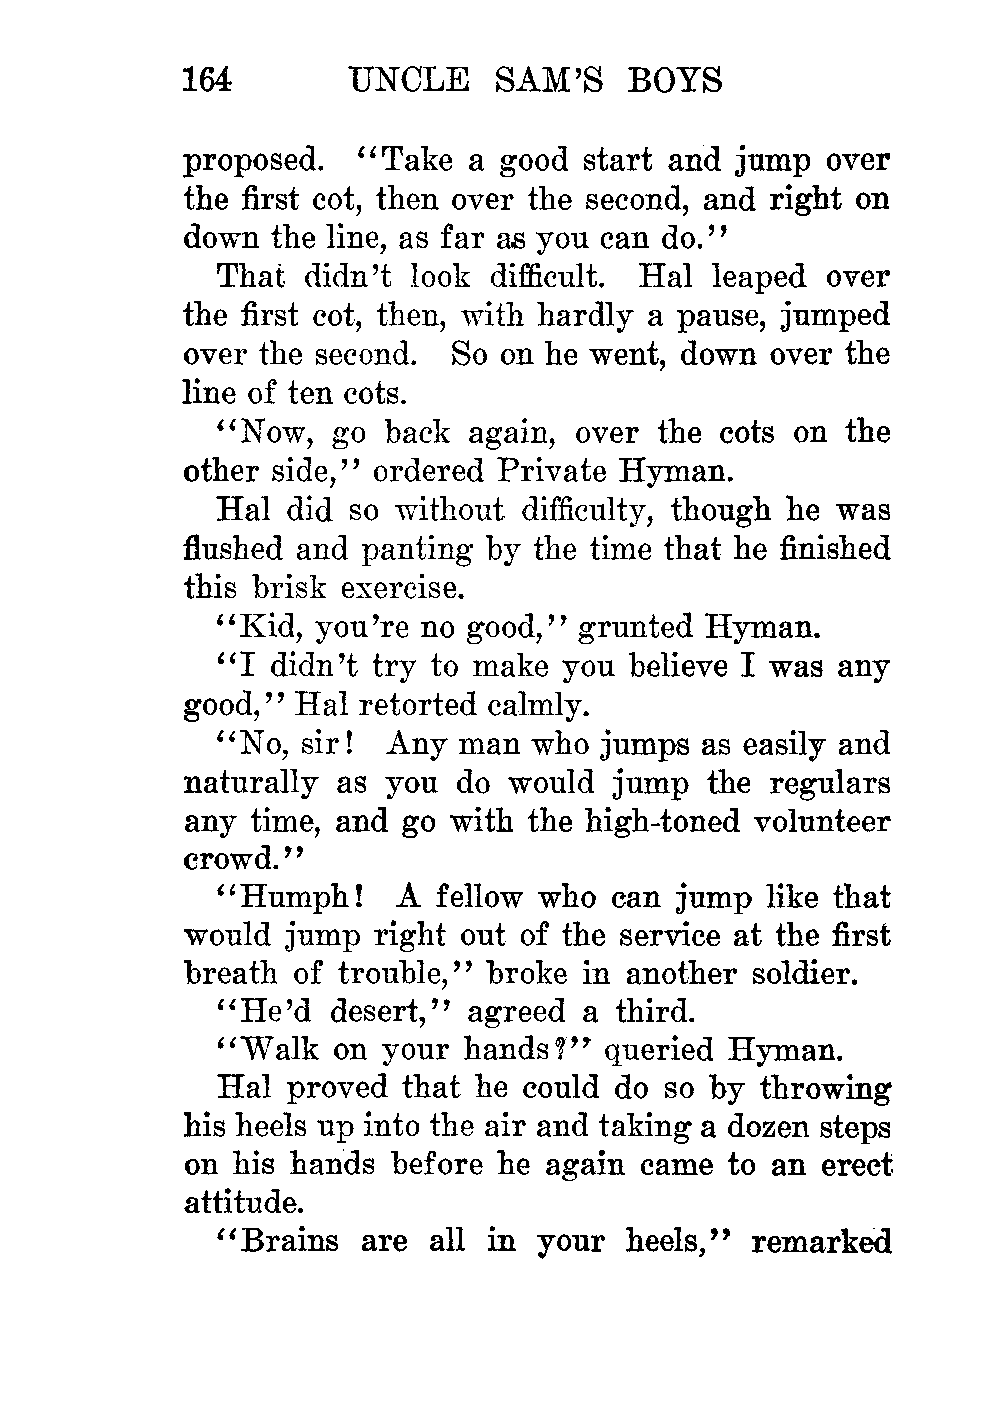 164 UNCLE SAM'S BOYS
proposed. "Take a good start and jump over
the first cot, then over the second, and right on
down the line, as far as you can do."
That didn't look difficult. Hal leaped over
the first cot, then, with hardly a pause, jumped
over the second. So on he went, down over the
line of ten cots.
"Now, go back again, over the cots on the
other side," ordered Private Hyman.
Hal did so without difficulty, though he was
flushed and panting by the time that he finished
this brisk exercise.
"Kid, you're no good," grunted Hyman.
"I didn't try to make you believe I was any
good," Hal retorted calmly.
"No, sir! Any man who jumps as easily and
naturally as you do would jump the regulars
any time, and go with the high-toned volunteer
crowd."
"Humph! A fellow who can jump like that
would jump right out of the service at the first
breath of trouble," broke in another soldier.
"He'd desert," agreed a third.
"Walk on your hands?" queried Hyman.
Hal proved that he could do so by throwing
his heels up into the air and taking a dozen steps
on his hands before he again came to an erect
attitude.
"Brains are all in your heels," remarked